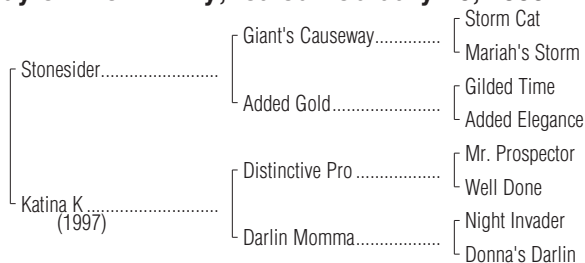 Storm Cat
Giant's Causeway
Mariah's Storm
Stonesider
Gilded Time
Added Gold
Added Elegance
Mr. Prospector
Distinctive Pro
Well Done
Katina K
(1997)
Night Invader
Darlin Momma
Donna's Darlin